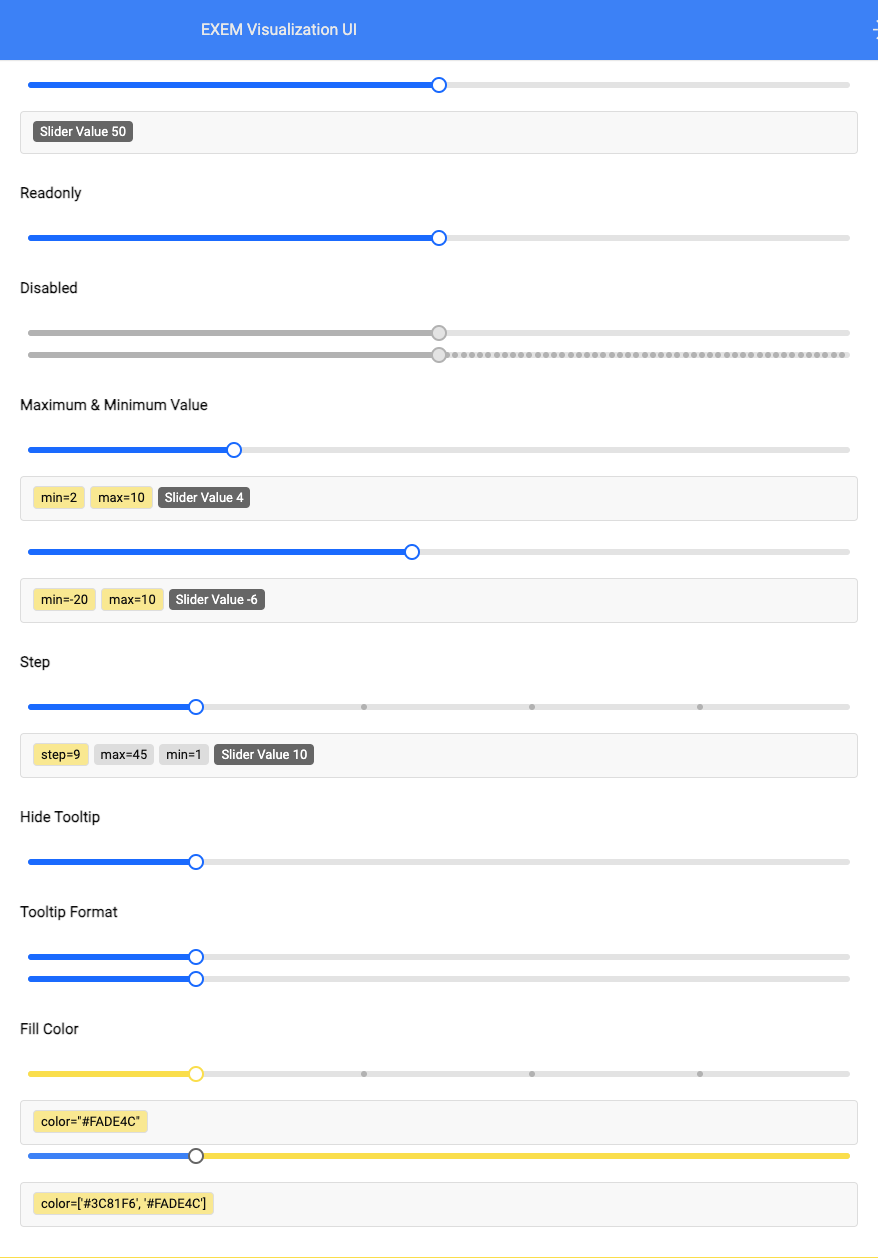 EXEM Visualization UI
Slider Value 50
Readonly
Disabled
Maximum & Minimum Value
min=2 max=10 Slider Value 4
min=-20 max=10 Slider Value -6
Step
step=9 max=45 min=1 Slider Value 10
Hide Tooltip
Tooltip Format
Fill Color
color="#FADE4C"
color=['#3C81F6', '#FADE4C']